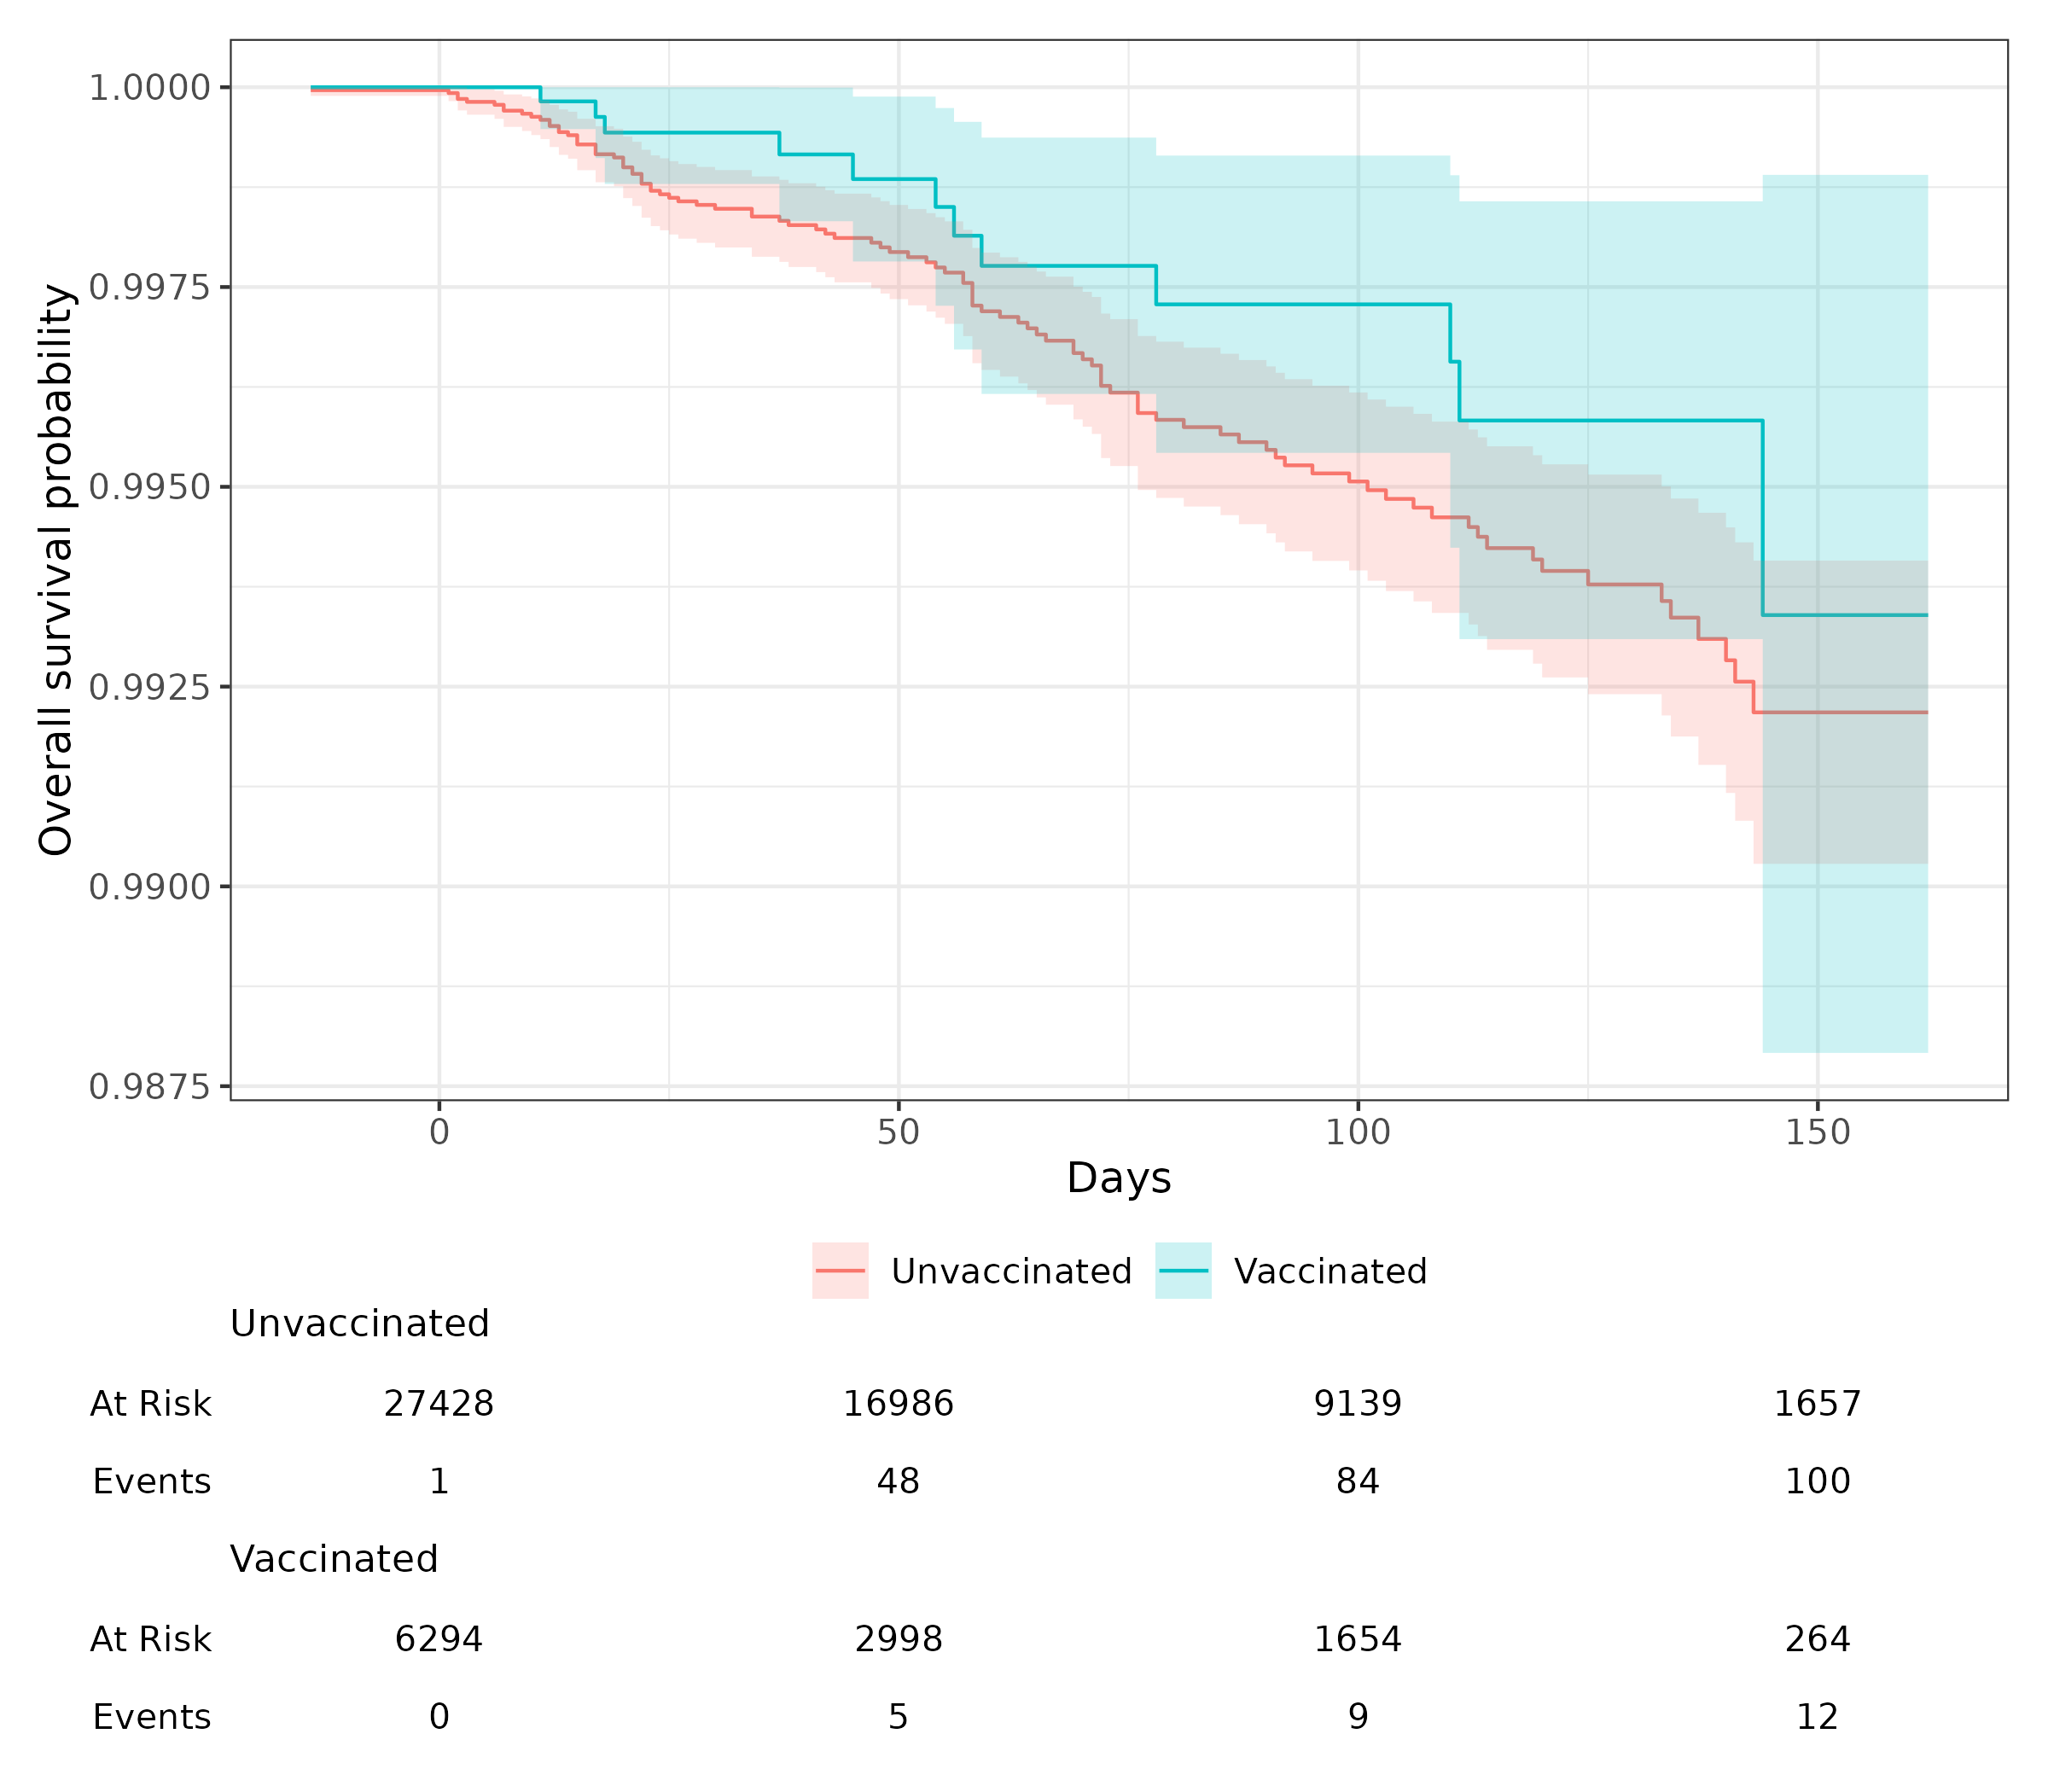 Overall survival probability
1.0000
0.9975
0.9950
0.9925
0.9900
0.9875
0 50 100 150
Days
Unvaccinated Vaccinated
Unvaccinated
At Risk 27428 16986 9139 1657
Events 1 48 84 100
Vaccinated
At Risk 6294 2998 1654 264
Events 0 5 9 12